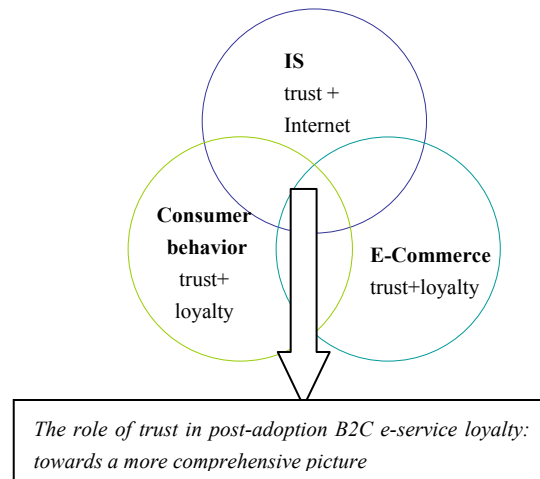 IS
trust +
Internet
Consumer
behavior
trust+
loyalty
E-Commerce
trust+loyalty
The role of trust in post-adoption B2C e-service loyalty:
towards a more comprehensive picture